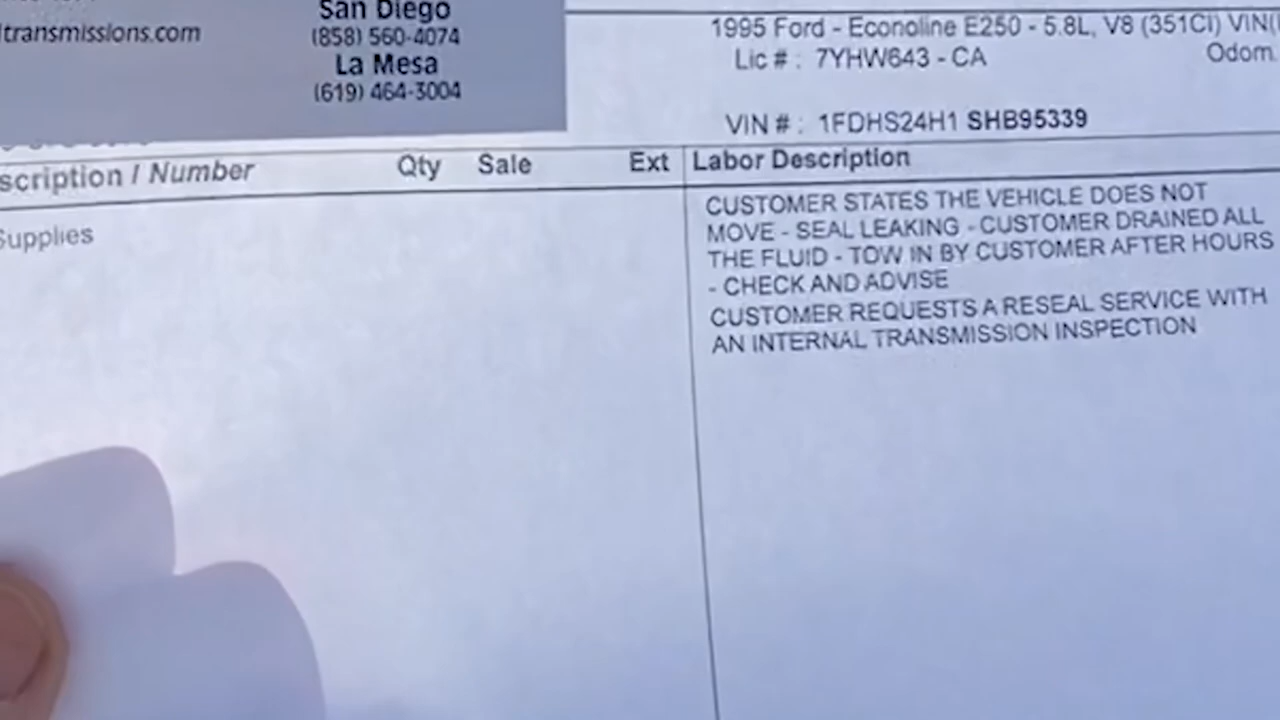 San Diego
ltransmissions.com
(858) 560-4074
La Mesa
(619) 464-3004
1995 Ford - Econoline E250 - 5.8L, V8 (351CI) VIN(
Lic # : 7YHW643 - CA
Odom.
VIN # : 1FDHS24H1 SHB95339
scription / Number Qty Sale Ext Labor Description
Supplies
CUSTOMER STATES THE VEHICLE DOES NOT
MOVE - SEAL LEAKING - CUSTOMER DRAINED ALL
THE FLUID - TOW IN BY CUSTOMER AFTER HOURS
- CHECK AND ADVISE
CUSTOMER REQUESTS A RESEAL SERVICE WITH
AN INTERNAL TRANSMISSION INSPECTION